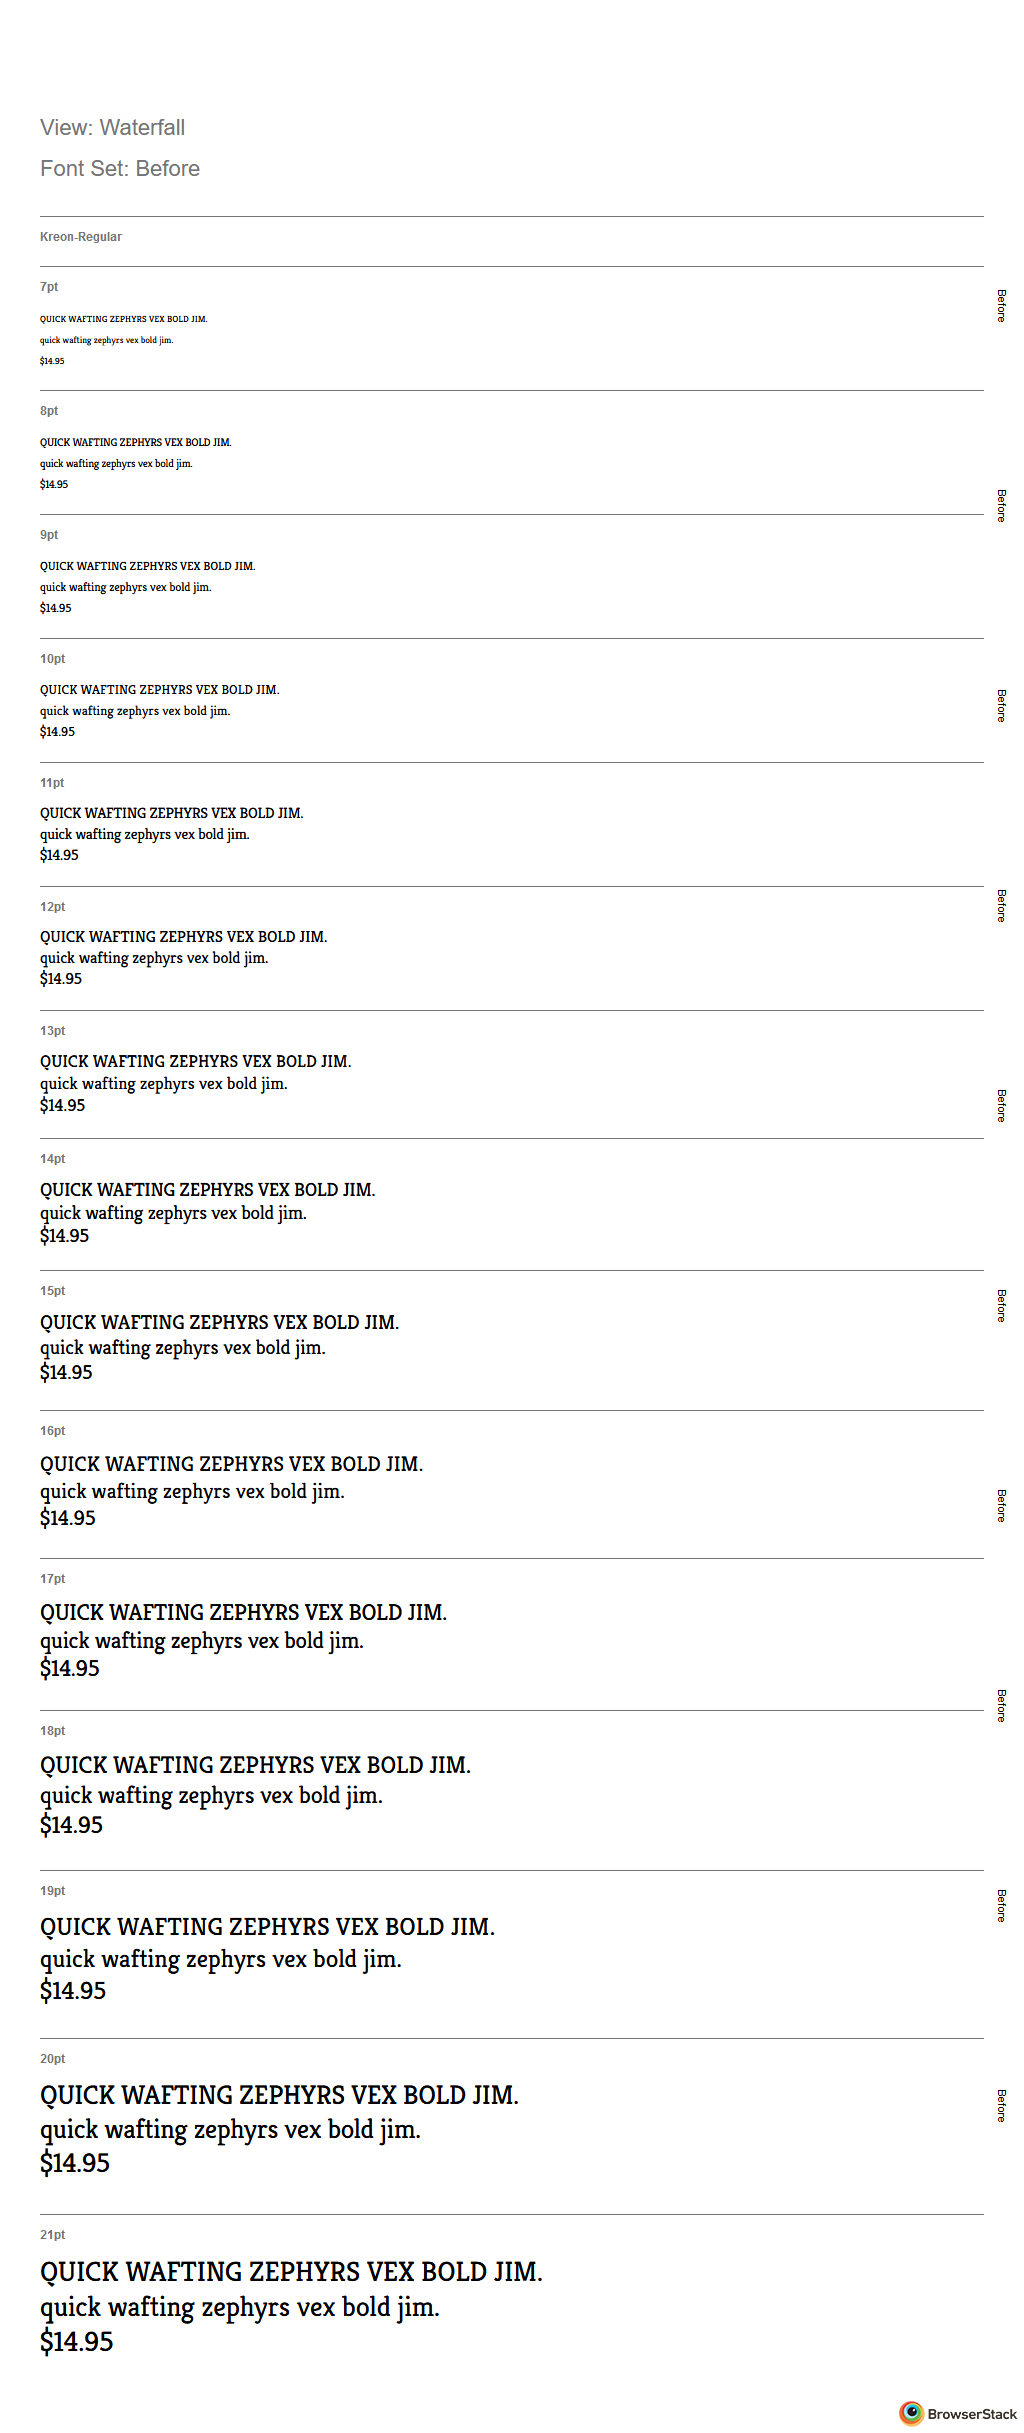 View: Waterfall
Font Set: Before
Kreon-Regular
7pt
QUICK WAFTING ZEPHYRS VEX BOLD JIM.
quick wafting zephyrs vex bold jim.
$14.95
Before
8pt
QUICK WAFTING ZEPHYRS VEX BOLD JIM.
quick wafting zephyrs vex bold jim.
$14.95
Before
9pt
QUICK WAFTING ZEPHYRS VEX BOLD JIM.
quick wafting zephyrs vex bold jim.
$14.95
10pt
QUICK WAFTING ZEPHYRS VEX BOLD JIM.
quick wafting zephyrs vex bold jim.
$14.95
Before
11pt
QUICK WAFTING ZEPHYRS VEX BOLD JIM.
quick wafting zephyrs vex bold jim.
$14.95
12pt
QUICK WAFTING ZEPHYRS VEX BOLD JIM.
quick wafting zephyrs vex bold jim.
$14.95
Before
13pt
QUICK WAFTING ZEPHYRS VEX BOLD JIM.
quick wafting zephyrs vex bold jim.
$14.95
Before
14pt
QUICK WAFTING ZEPHYRS VEX BOLD JIM.
quick wafting zephyrs vex bold jim.
$14.95
15pt
QUICK WAFTING ZEPHYRS VEX BOLD JIM.
quick wafting zephyrs vex bold jim.
$14.95
Before
16pt
QUICK WAFTING ZEPHYRS VEX BOLD JIM.
quick wafting zephyrs vex bold jim.
$14.95
Before
17pt
QUICK WAFTING ZEPHYRS VEX BOLD JIM.
quick wafting zephyrs vex bold jim.
$14.95
Before
18pt
QUICK WAFTING ZEPHYRS VEX BOLD JIM.
quick wafting zephyrs vex bold jim.
$14.95
19pt
QUICK WAFTING ZEPHYRS VEX BOLD JIM.
quick wafting zephyrs vex bold jim.
$14.95
Before
20pt
QUICK WAFTING ZEPHYRS VEX BOLD JIM.
quick wafting zephyrs vex bold jim.
$14.95
Before
21pt
QUICK WAFTING ZEPHYRS VEX BOLD JIM.
quick wafting zephyrs vex bold jim.
$14.95
BrowserStack